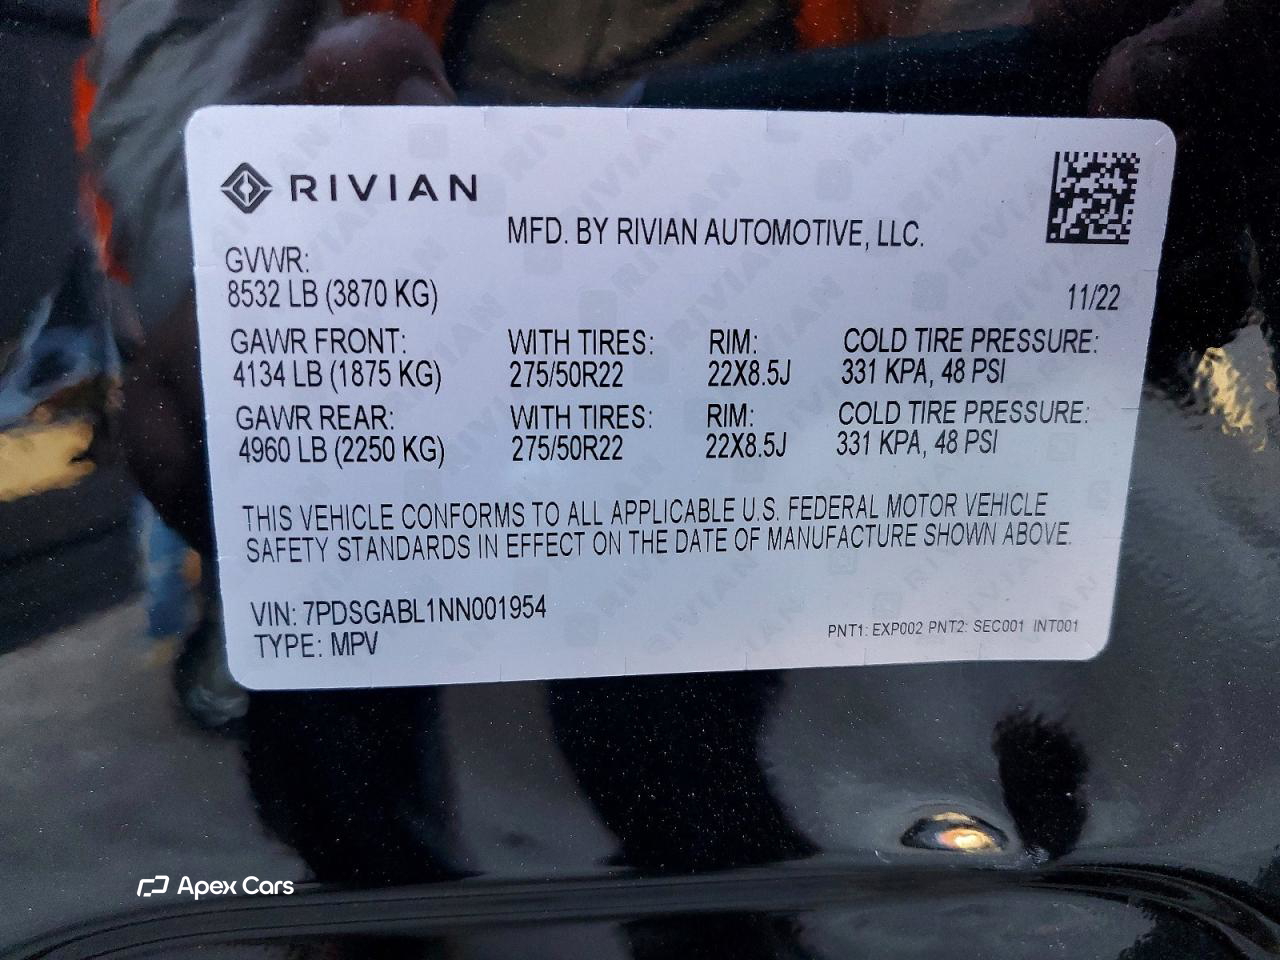 RIVIAN
MFD. BY RIVIAN AUTOMOTIVE, LLC.
GVWR:
8532 LB (3870 KG)
11/22
GAWR FRONT: WITH TIRES: RIM: COLD TIRE PRESSURE:
4134 LB (1875 KG) 275/50R22 22X8.5J 331 KPA, 48 PSI
GAWR REAR: WITH TIRES: RIM: COLD TIRE PRESSURE:
4960 LB (2250 KG) 275/50R22 22X8.5J 331 KPA, 48 PSI
THIS VEHICLE CONFORMS TO ALL APPLICABLE U.S. FEDERAL MOTOR VEHICLE
SAFETY STANDARDS IN EFFECT ON THE DATE OF MANUFACTURE SHOWN ABOVE.
VIN: 7PDSGABL1NN001954
TYPE: MPV
PNT1: EXP002 PNT2: SEC001 INT001
Apex Cars